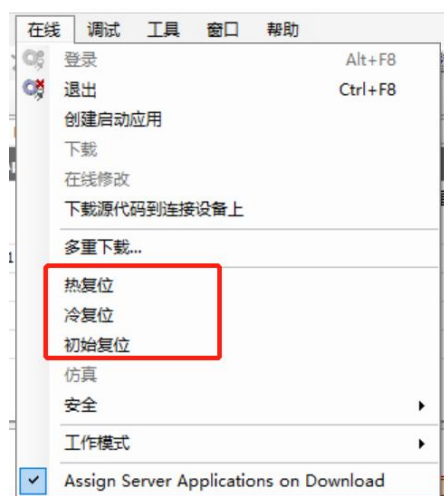 在线 调试 工具 窗口 帮助
登录 Alt+F8
退出 Ctrl+F8
创建启动应用
下载
在线修改
下载源代码到连接设备上
多重下载...
热复位
冷复位
初始复位
仿真
安全
工作模式
Assign Server Applications on Download